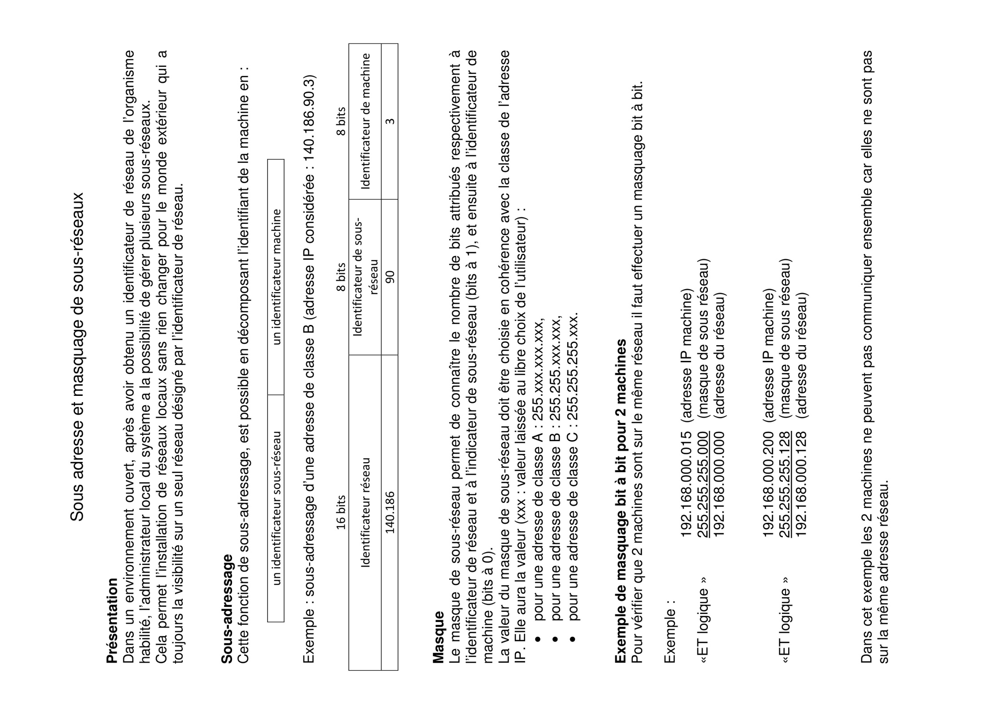 Sous adresse et masquage de sous-réseaux
Présentation
Dans un environnement ouvert, après avoir obtenu un identificateur de réseau de l'organisme
habilité, l'administrateur local du système a la possibilité de gérer plusieurs sous-réseaux.
Cela permet l'installation de réseaux locaux sans rien changer pour le monde extérieur qui a
toujours la visibilité sur un seul réseau désigné par l'identificateur de réseau.
Sous-adressage
Cette fonction de sous-adressage, est possible en décomposant l'identifiant de la machine en :
un identificateur sous-réseau un identificateur machine
Exemple : sous-adressage d'une adresse de classe B (adresse IP considérée : 140.186.90.3)
16 bits 8 bits 8 bits
Identificateur réseau Identificateur de sous-
réseau Identificateur de machine
140.186 90 3
Masque
Le masque de sous-réseau permet de connaître le nombre de bits attribués respectivement à
l'identificateur de réseau et à l'indicateur de sous-réseau (bits à 1), et ensuite à l'identificateur de
machine (bits à 0).
La valeur du masque de sous-réseau doit être choisie en cohérence avec la classe de l'adresse
IP. Elle aura la valeur (xxx : valeur laissée au libre choix de l'utilisateur) :
• pour une adresse de classe A : 255.xxx.xxx.xxx,
• pour une adresse de classe B : 255.255.xxx.xxx,
• pour une adresse de classe C : 255.255.255.xxx.
Exemple de masquage bit à bit pour 2 machines
Pour vérifier que 2 machines sont sur le même réseau il faut effectuer un masquage bit à bit.
Exemple :
192.168.000.015 (adresse IP machine)
«ET logique » 255.255.255.000 (masque de sous réseau)
192.168.000.000 (adresse du réseau)
192.168.000.200 (adresse IP machine)
«ET logique » 255.255.255.128 (masque de sous réseau)
192.168.000.128 (adresse du réseau)
Dans cet exemple les 2 machines ne peuvent pas communiquer ensemble car elles ne sont pas
sur la même adresse réseau.